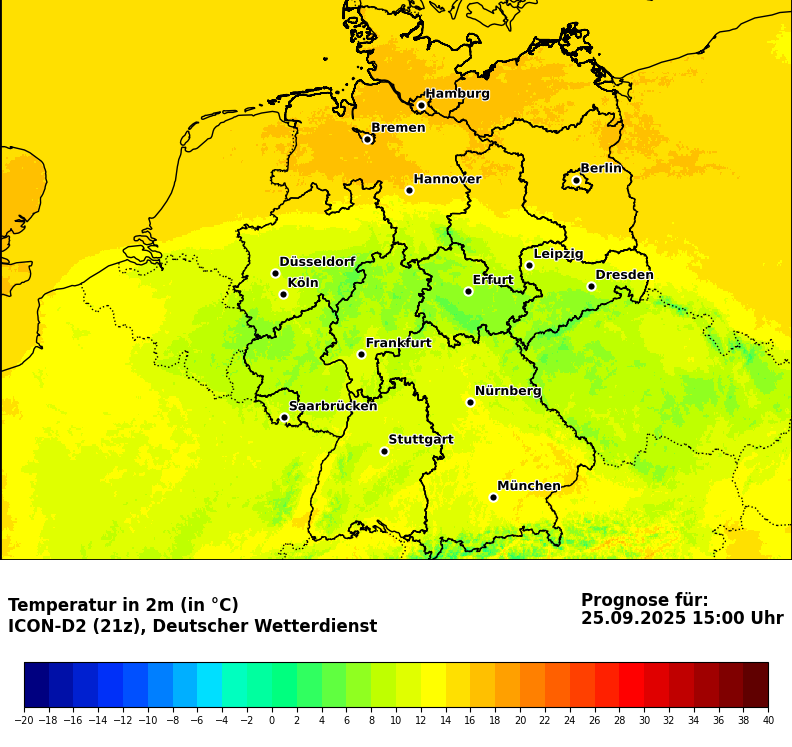 Hamburg
Bremen
Berlin
Hannover
Leipzig
Düsseldorf
Dresden
Köln
Erfurt
Frankfurt
Nürnberg
Saarbrücken
Stuttgart
München
Temperatur in 2m (in °C)
ICON-D2 (21z), Deutscher Wetterdienst
Prognose für:
25.09.2025 15:00 Uhr
−20 −18 −16 −14 −12 −10 −8 −6 −4 −2 0 2 4 6 8 10 12 14 16 18 20 22 24 26 28 30 32 34 36 38 40